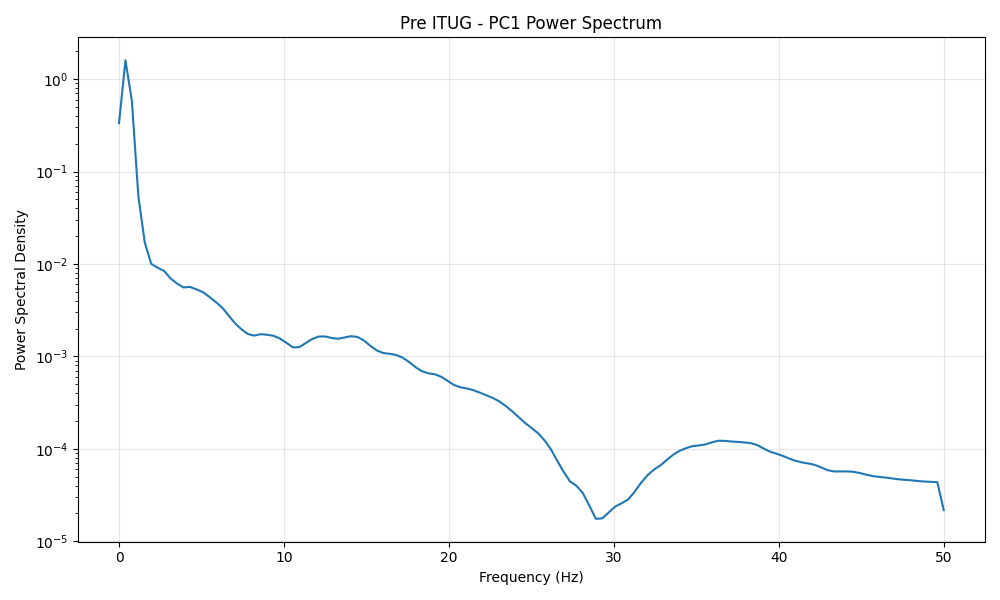 Pre ITUG - PC1 Power Spectrum
Power Spectral Density
10⁰
10⁻¹
10⁻²
10⁻³
10⁻⁴
10⁻⁵
0 10 20 30 40 50
Frequency (Hz)